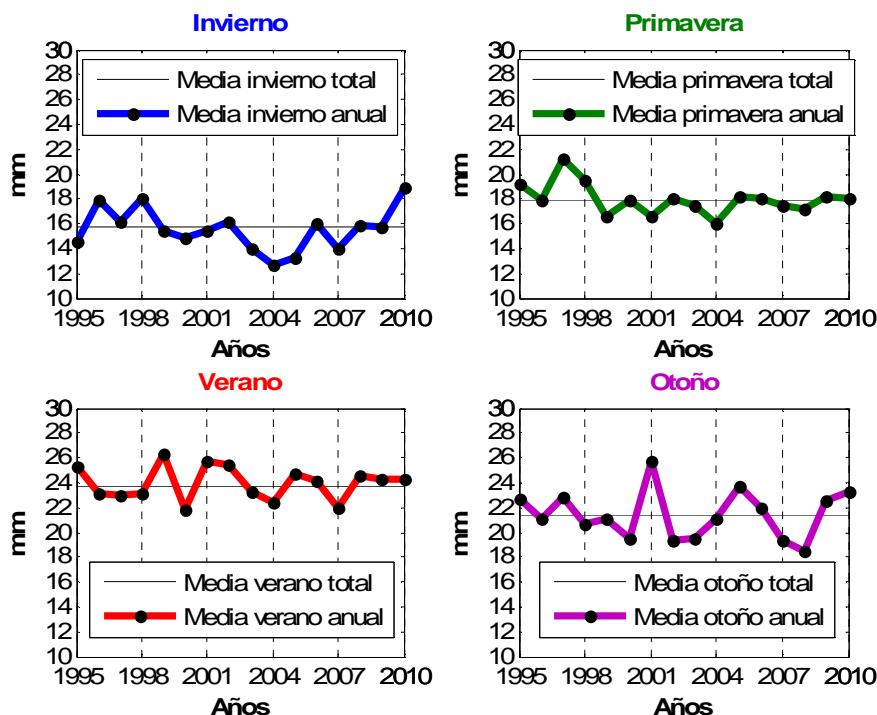 Invierno
30
28
26
24
22
20
18
16
14
12
10
mm
Media invierno total
Media invierno anual
1995 1998 2001 2004 2007 2010
Años
Primavera
30
28
26
24
22
20
18
16
14
12
10
mm
Media primavera total
Media primavera anual
1995 1998 2001 2004 2007 2010
Años
Verano
30
28
26
24
22
20
18
16
14
12
10
mm
Media verano total
Media verano anual
1995 1998 2001 2004 2007 2010
Años
Otoño
30
28
26
24
22
20
18
16
14
12
10
mm
Media otoño total
Media otoño anual
1995 1998 2001 2004 2007 2010
Años